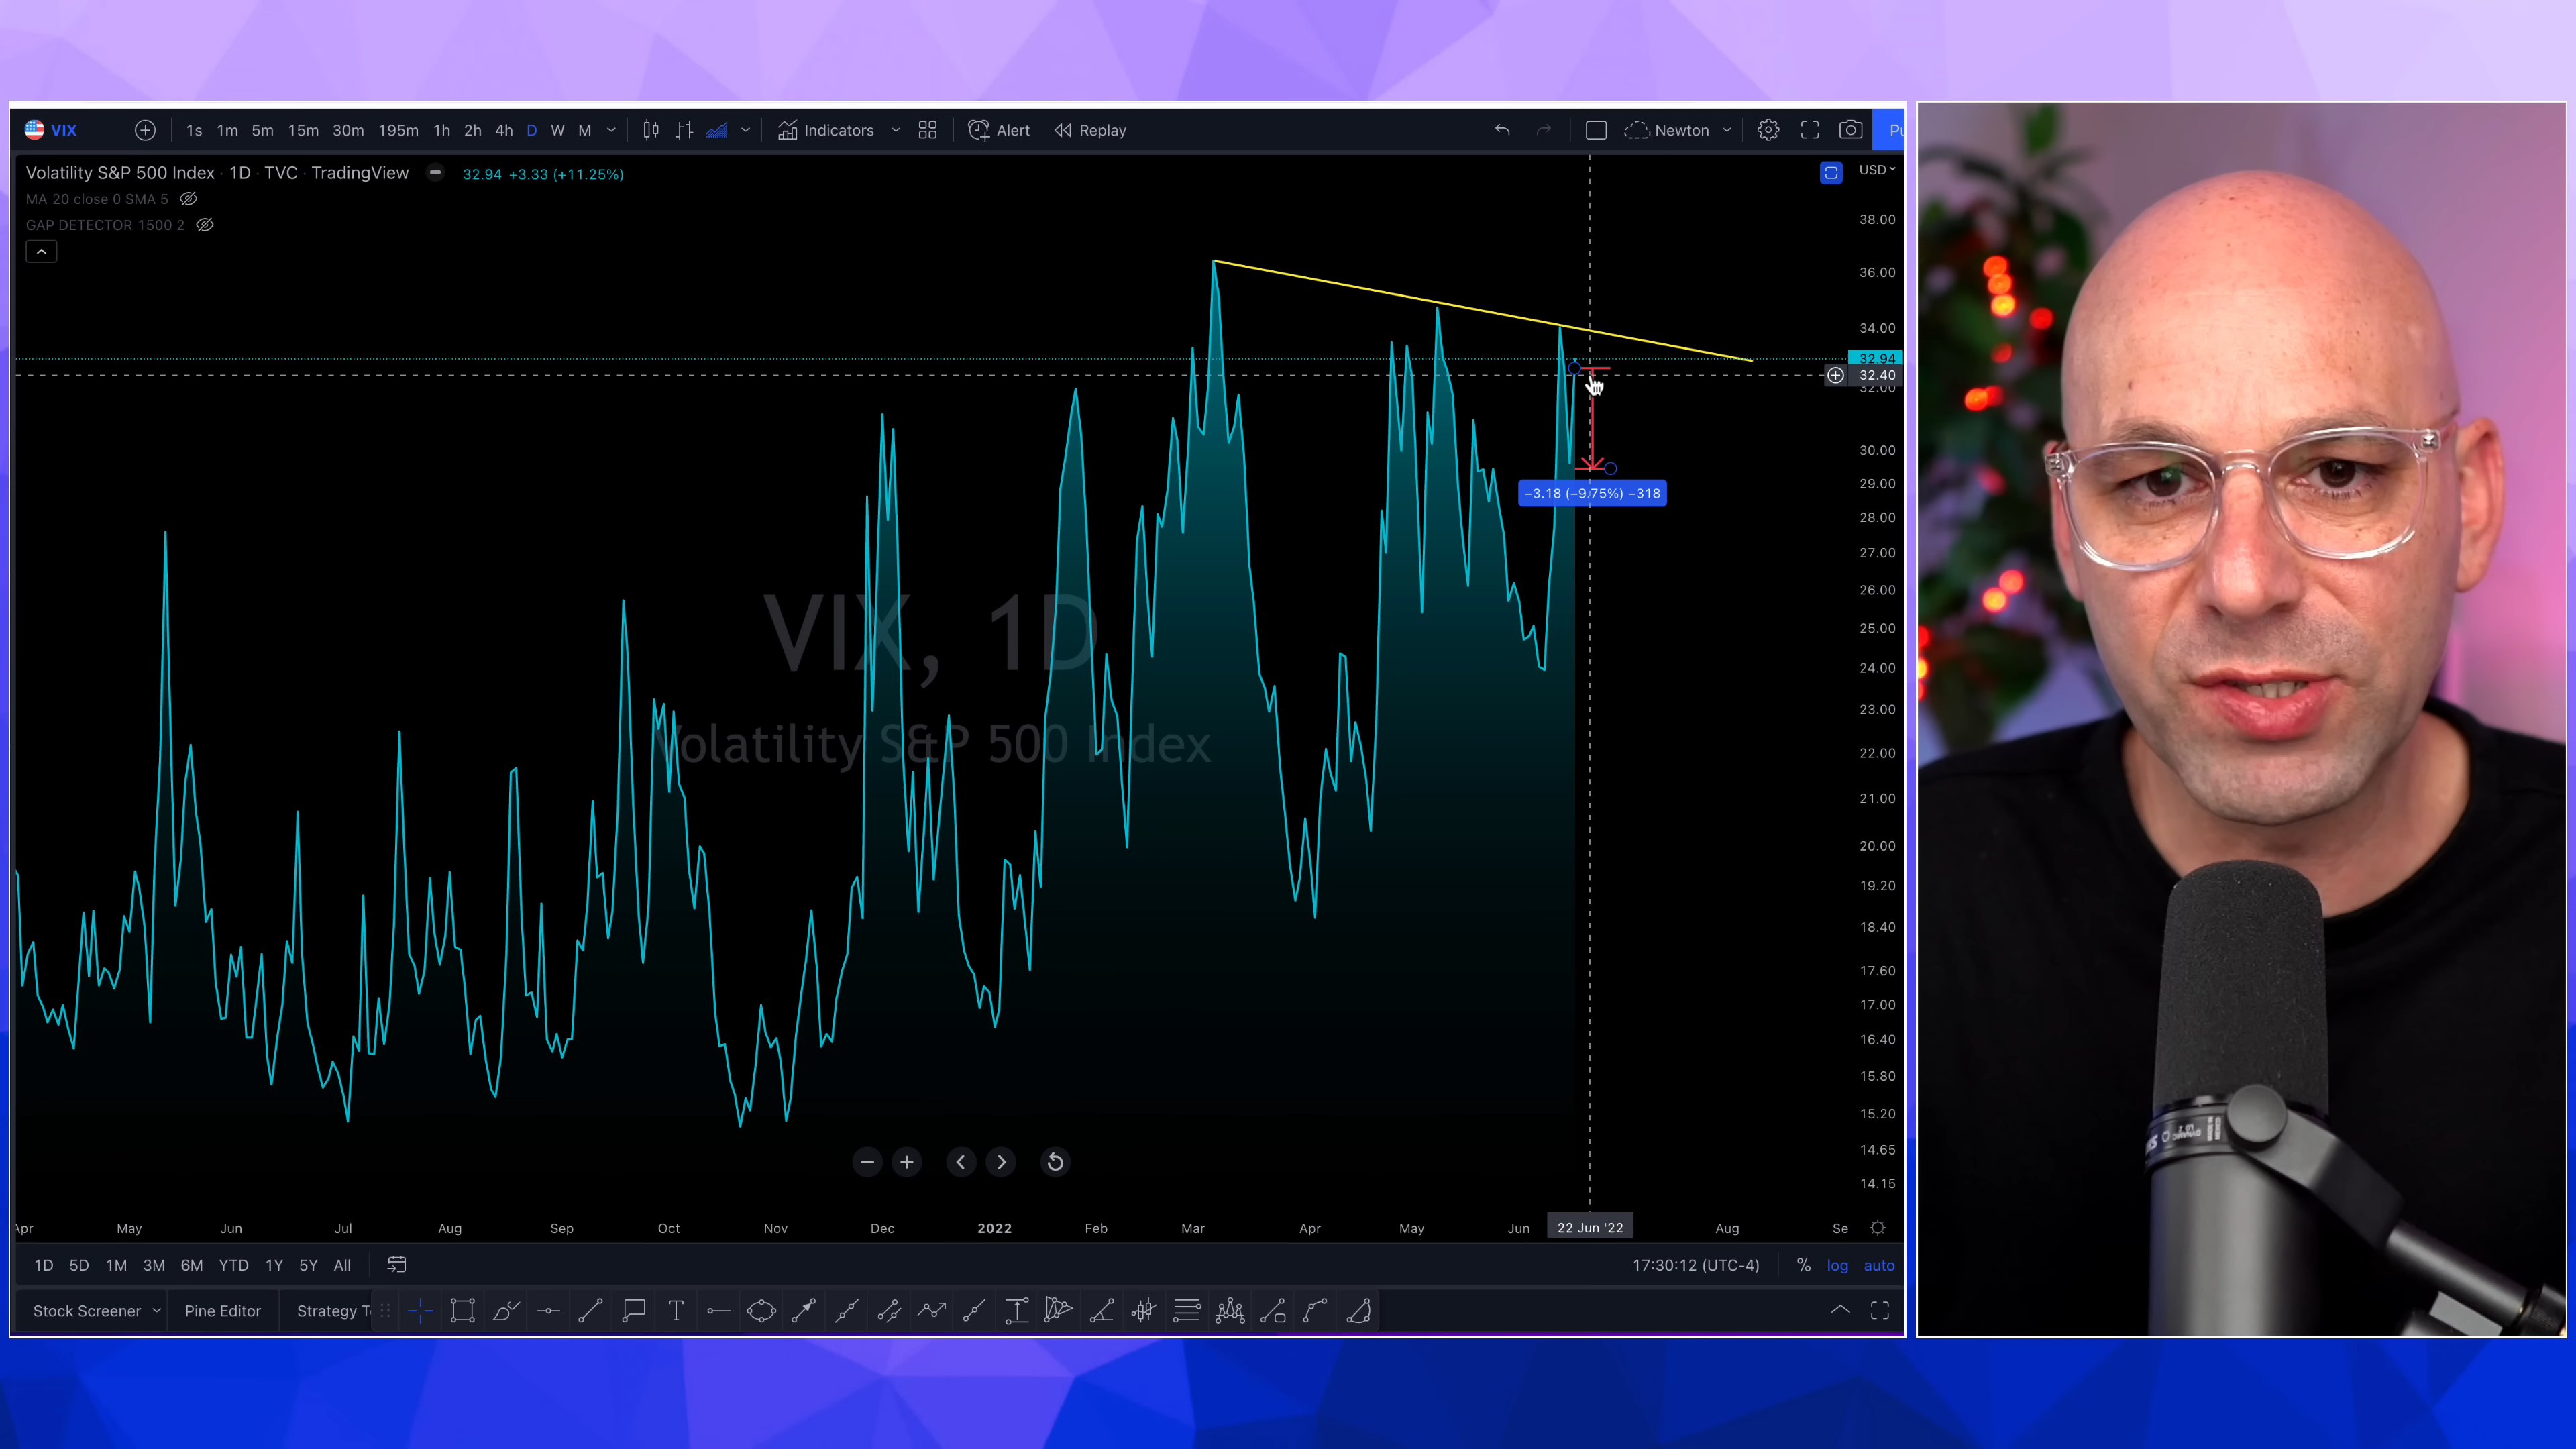 VIX 1s 1m 5m 15m 30m 195m 1h 2h 4h D W M Indicators Alert Replay Newton
Volatility S&P 500 Index · 1D · TVC · TradingView 32.94 +3.33 (+11.25%) USD
MA 20 close 0 SMA 5
GAP DETECTOR 1500 2
38.00
36.00
34.00
32.94
32.40
32.00
30.00
29.00
−3.18 (−9.75%) −318
28.00
27.00
26.00
25.00
24.00
23.00
22.00
21.00
20.00
19.20
18.40
17.60
17.00
16.40
15.80
15.20
14.65
14.15
VIX, 1D
Volatility S&P 500 Index
Apr May Jun Jul Aug Sep Oct Nov Dec 2022 Feb Mar Apr May Jun 22 Jun '22 Aug Se
1D 5D 1M 3M 6M YTD 1Y 5Y All 17:30:12 (UTC-4) % log auto
Stock Screener Pine Editor Strategy T